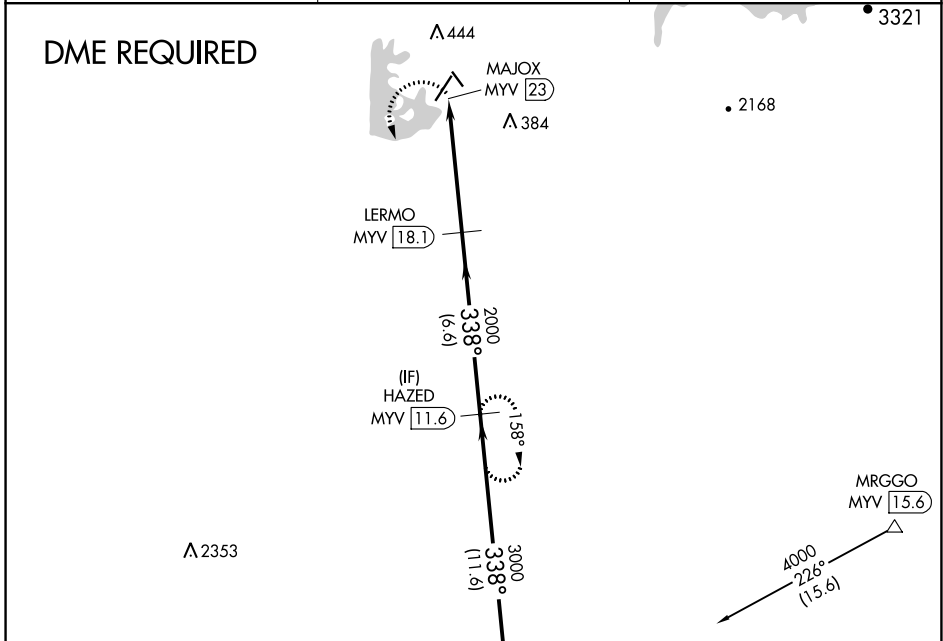 DME REQUIRED
444
3321
MAJOX
MYV 23
2168
384
LERMO
MYV 18.1
2000
338°
(6.6)
(IF)
HAZED
MYV 11.6
158°
MRGGO
MYV 15.6
2353
3000
338°
(11.6)
4000
226°
(15.6)